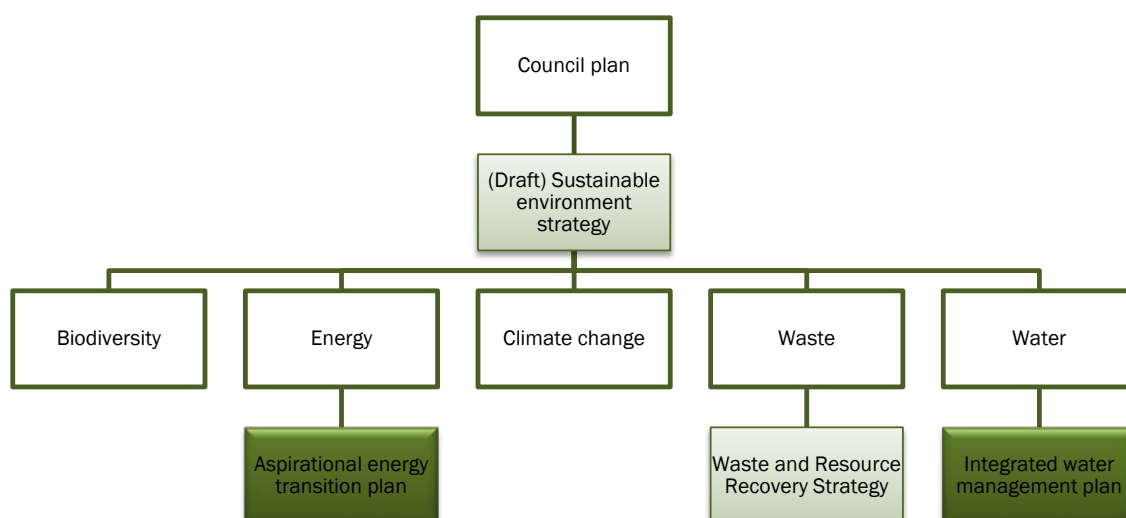 Council plan
(Draft) Sustainable
environment
strategy
Biodiversity
Energy
Climate change
Waste
Water
Aspirational energy
transition plan
Waste and Resource
Recovery Strategy
Integrated water
management plan